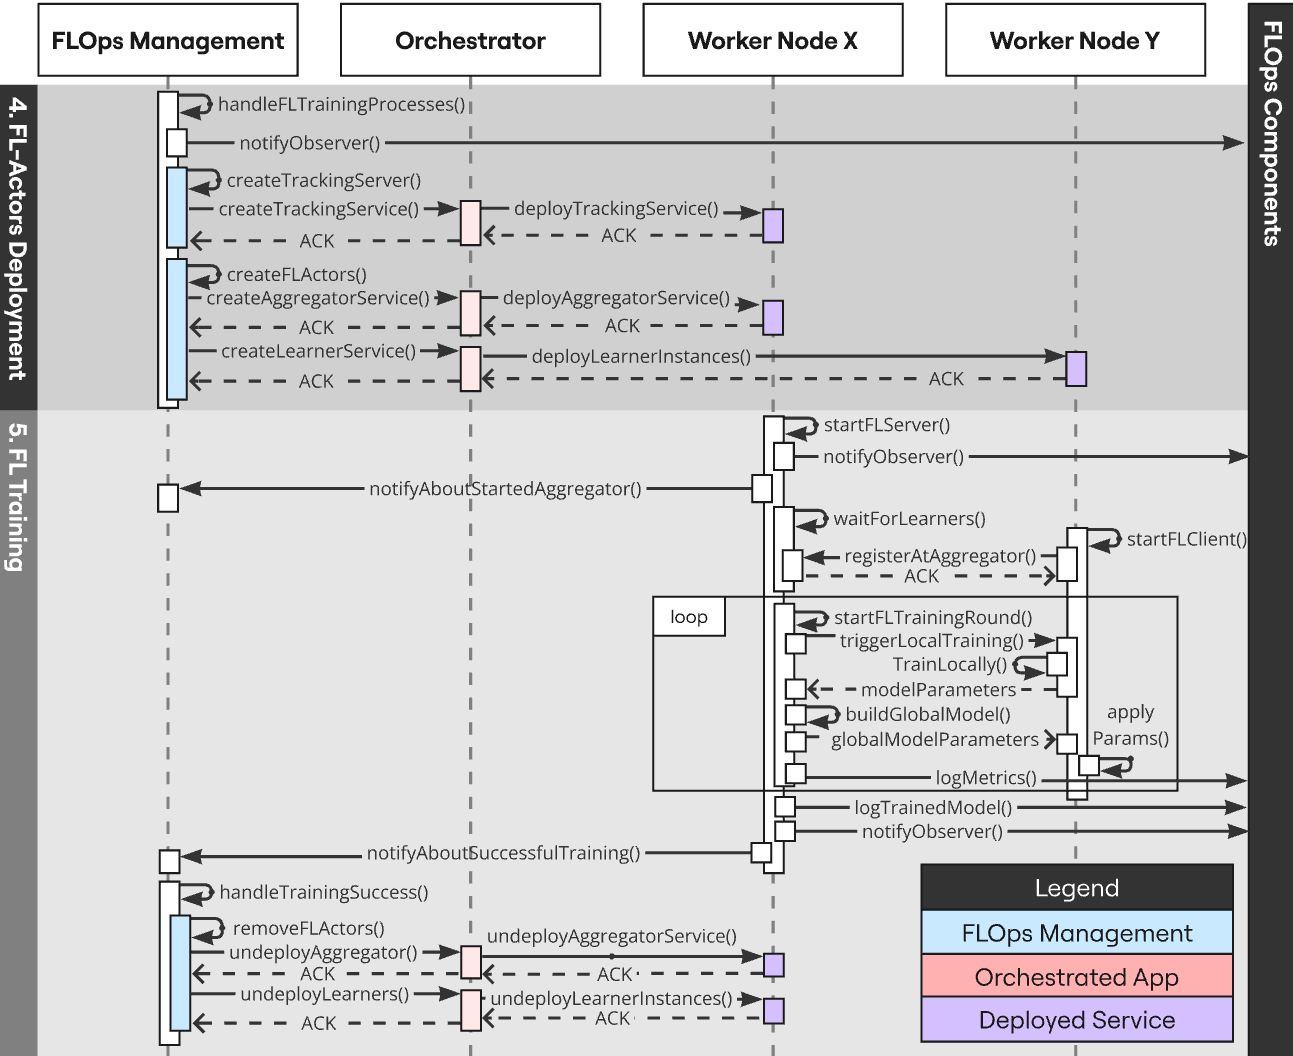 FLOps Management
Orchestrator
Worker Node X
Worker Node Y
FLOps Components
4. FL-Actors Deployment
handleFLTrainingProcesses()
notifyObserver()
createTrackingServer()
createTrackingService()
deployTrackingService()
ACK
ACK
createFLActors()
createAggregatorService()
deployAggregatorService()
ACK
ACK
createLearnerService()
deployLearnerInstances()
ACK
ACK
5. FL Training
startFLServer()
notifyObserver()
notifyAboutStartedAggregator()
waitForLearners()
startFLClient()
registerAtAggregator()
ACK
loop
startFLTrainingRound()
triggerLocalTraining()
TrainLocally()
modelParameters
buildGlobalModel()
apply
Params()
globalModelParameters
logMetrics()
logTrainedModel()
notifyObserver()
notifyAboutSuccessfulTraining()
handleTrainingSuccess()
removeFLActors()
undeployAggregator()
undeployAggregatorService()
ACK
ACK
undeployLearners()
undeployLearnerInstances()
ACK
ACK
Legend
FLOps Management
Orchestrated App
Deployed Service